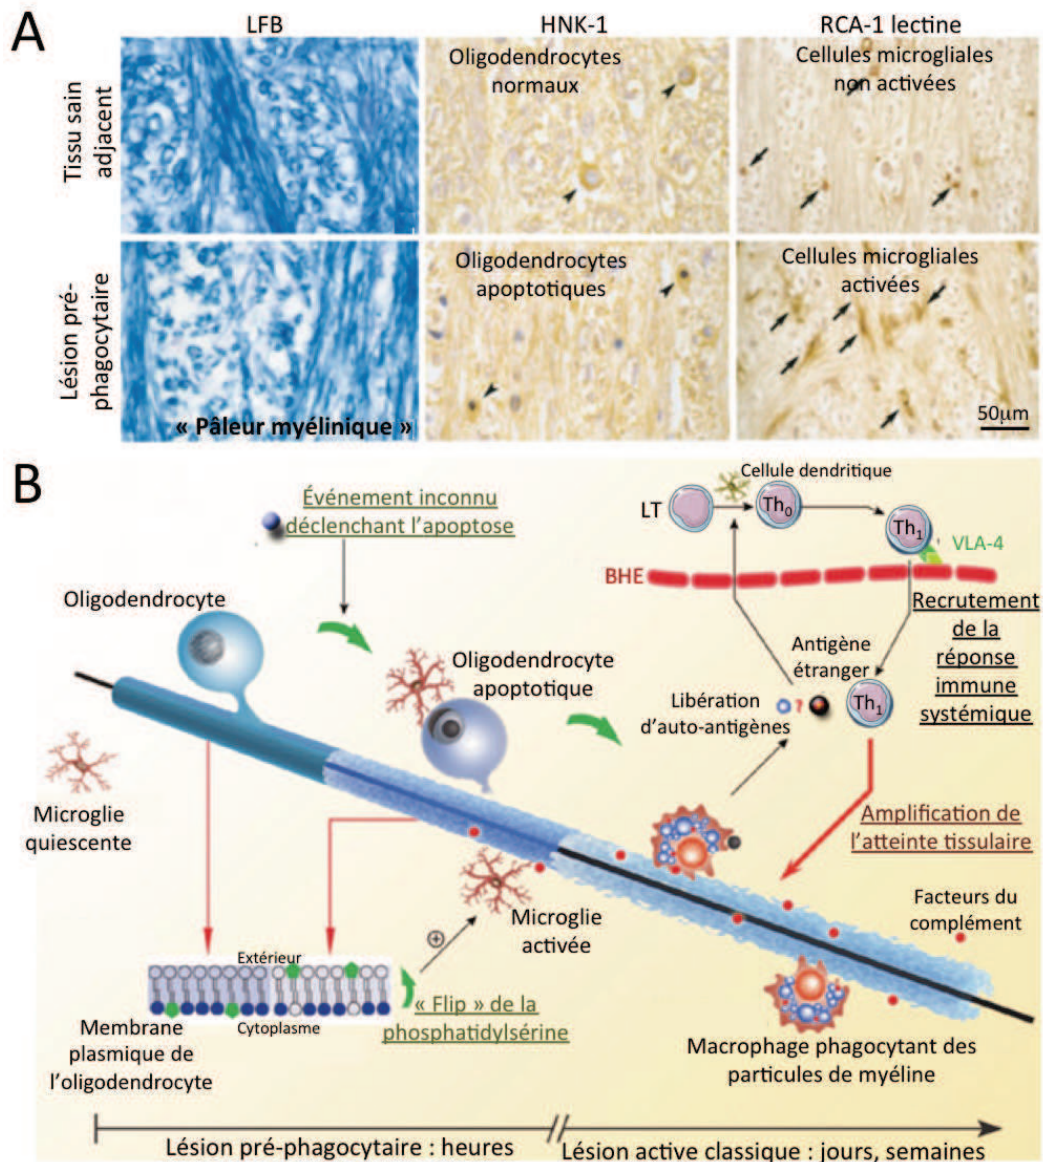 A
LFB
HNK-1
RCA-1 lectine
Tissu sain
adjacent
Oligodendrocytes
normaux
Cellules microgliales
non activées
Lésion pré-
phagocytaire
« Pâleur myélinique »
Oligodendrocytes
apoptotiques
Cellules microgliales
activéés
50µm
B
Événement inconnu
déclenchant l’apoptose
Cellule dendritique
LT
Th0
Th1
VLA-4
BHE
Oligodendrocyte
Recrutement
de la
réponse
immune
systémique
Oligodendrocyte
apoptotique
Antigène
étranger
Libération
d’auto-antigènes
?
Th1
Microglie
quiescente
Amplification de
l’atteinte tissulaire
Facteurs du
complément
Microglie
activée
+
Extérieur
Cytoplasme
« Flip » de la
phosphatidylsérine
Membrane
plasmique de
l’oligodendrocyte
Macrophage phagocytant des
particules de myéline
Lésion pré-phagocytaire : heures
Lésion active classique : jours, semaines